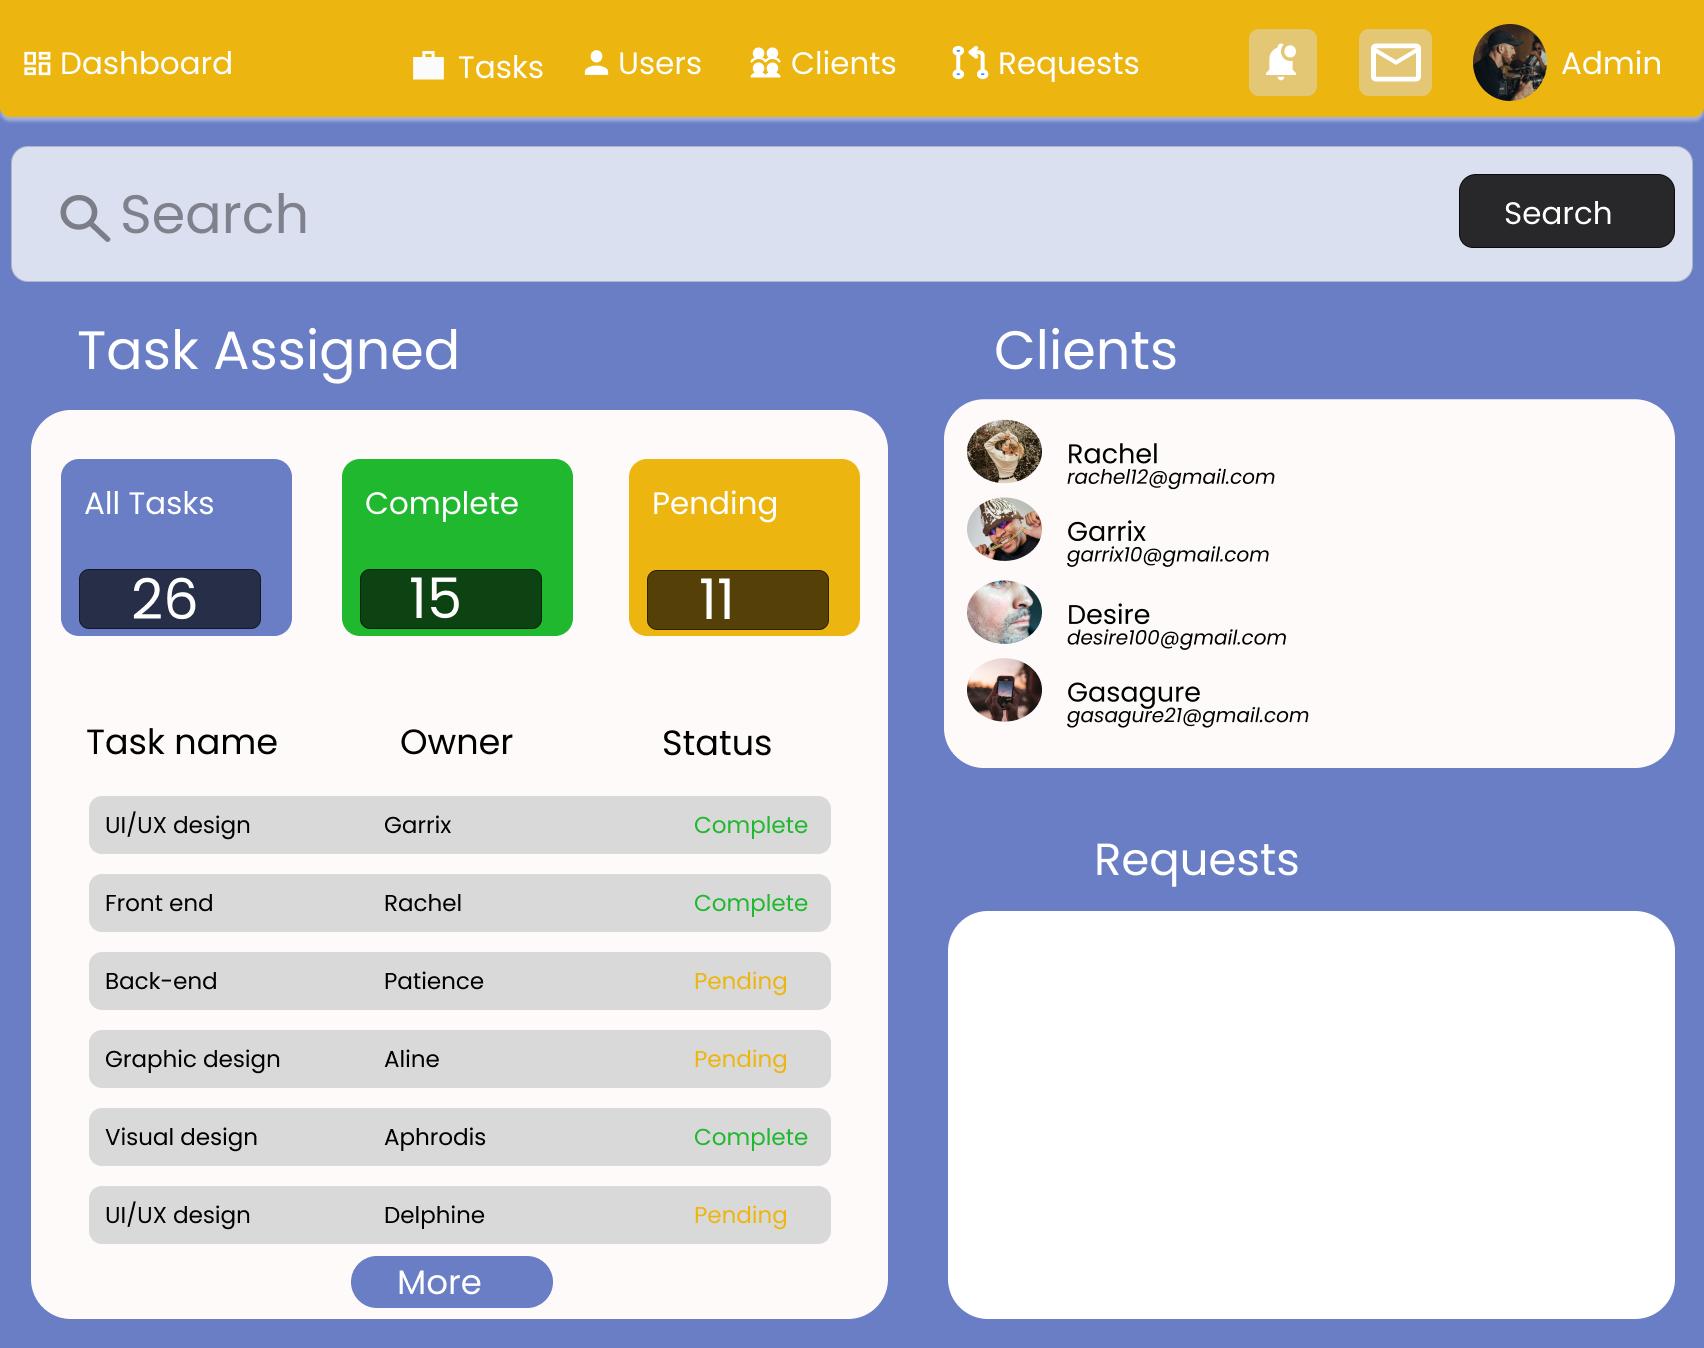 Dashboard Tasks Users Clients Requests Admin
Search Search
Task Assigned
All Tasks Complete Pending
26 15 11
Task name Owner Status
UI/UX design Garrix Complete
Front end Rachel Complete
Back-end Patience Pending
Graphic design Aline Pending
Visual design Aphrodis Complete
UI/UX design Delphine Pending
More
Clients
Rachel
rachel12@gmail.com
Garrix
garrix10@gmail.com
Desire
desire100@gmail.com
Gasagure
gasagure21@gmail.com
Requests